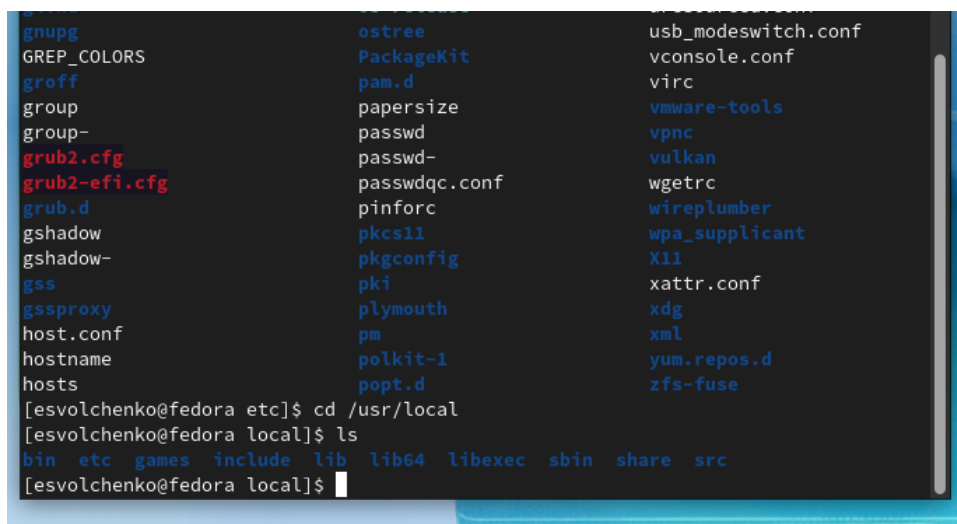 gnupg ostree usb_modeswitch.conf
GREP_COLORS PackageKit vconsole.conf
groff pam.d virc
group papersize vmware-tools
group- passwd vpnc
grub2.cfg passwd- vulkan
grub2-efi.cfg passwdqc.conf wgetrc
grub.d pinforc wireplumber
gshadow pkcs11 wpa_supplicant
gshadow- pkgconfig X11
gss pki xattr.conf
gssproxy plymouth xdg
host.conf pm xml
hostname polkit-1 yum.repos.d
hosts popt.d zfs-fuse
[esvolchenko@fedora etc]$ cd /usr/local
[esvolchenko@fedora local]$ ls
bin etc games include lib lib64 libexec sbin share src
[esvolchenko@fedora local]$